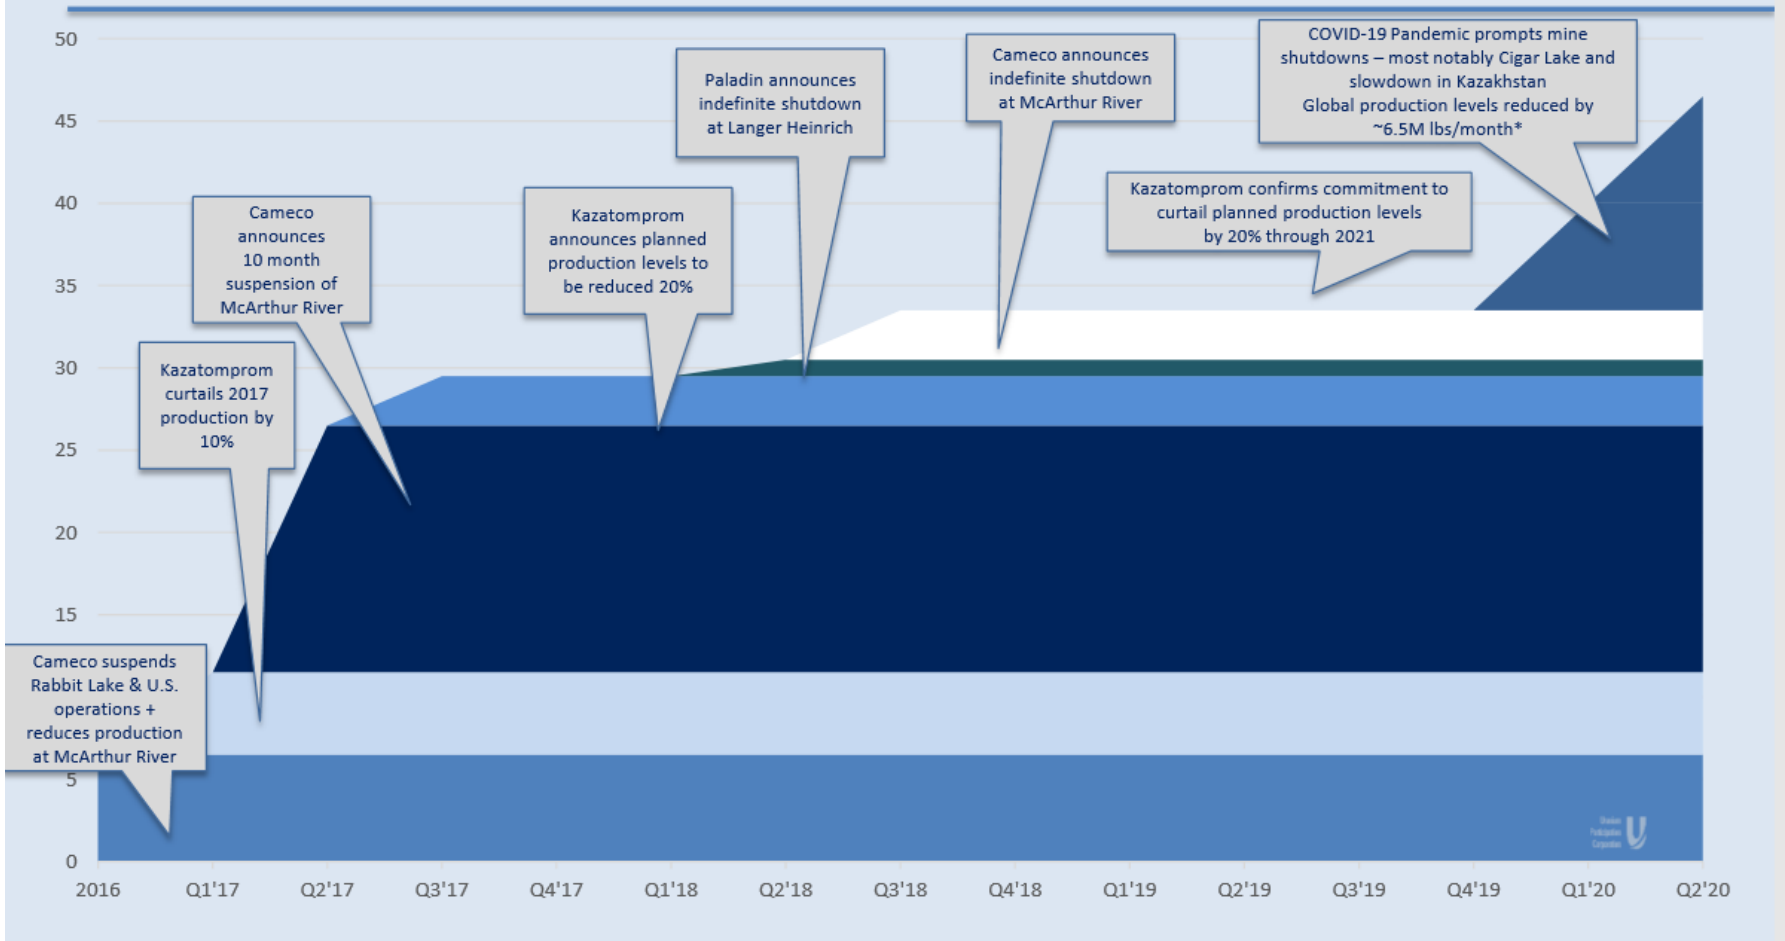 50
45
40
35
30
25
20
15
5
0
2016
Q1'17
Q2'17
Q3'17
Q4'17
Q1'18
Q2'18
Q3'18
Q4'18
Q1'19
Q2'19
Q3'19
Q4'19
Q1'20
Q2'20
Cameco suspends
Rabbit Lake & U.S.
operations +
reduces production
at McArthur River
Kazatomprom
curtails 2017
production by
10%
Cameco
announces
10 month
suspension of
McArthur River
Kazatomprom
announces planned
production levels to
be reduced 20%
Paladin announces
indefinite shutdown
at Langer Heinrich
Cameco announces
indefinite shutdown
at McArthur River
Kazatomprom confirms commitment to
curtail planned production levels
by 20% through 2021
COVID-19 Pandemic prompts mine
shutdowns – most notably Cigar Lake and
slowdown in Kazakhstan
Global production levels reduced by
~6.5M lbs/month*
Uranium
Participation
Corporation